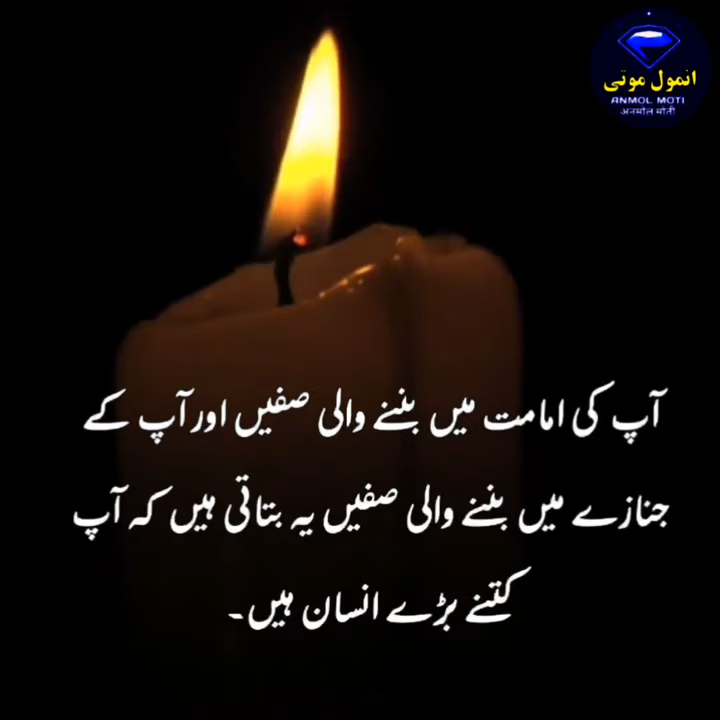 انمول موتی
ANMOL MOTI
अनमोल मोती
آپ کی امامت میں بننے والی صفیں اور آپ کے
جنازے میں بننے والی صفیں یہ بتاتی ہیں کہ آپ
کتنے بڑے انسان ہیں۔